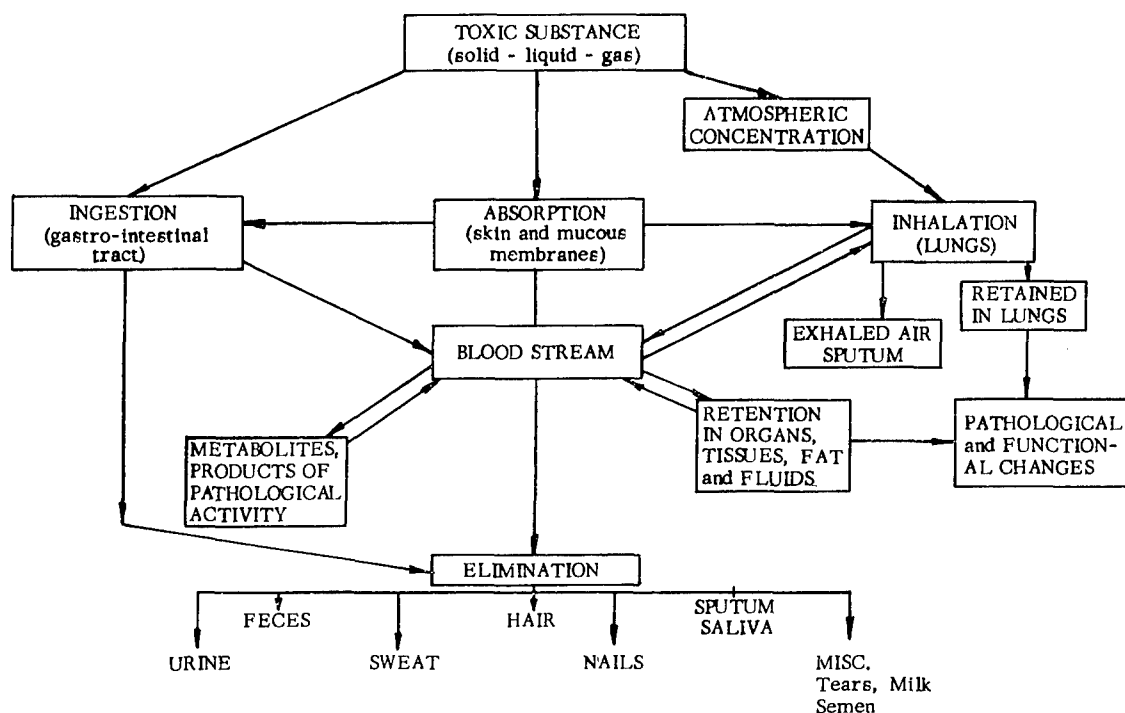 TOXIC SUBSTANCE
(solid - liquid - gas)
ATMOSPHERIC
CONCENTRATION
INGESTION
(gastro-intestinal
tract)
ABSORPTION
(skin and mucous
membranes)
INHALATION
(LUNGS)
RETAINED
IN LUNGS
EXHALED AIR
SPUTUM
BLOOD STREAM
METABOLITES,
PRODUCTS OF
PATHOLOGICAL
ACTIVITY
RETENTION
IN ORGANS,
TISSUES, FAT
and FLUIDS
PATHOLOGICAL
and FUNCTION-
AL CHANGES
ELIMINATION
FECES
HAIR
SPUTUM
SALIVA
URINE
SWEAT
NAILS
MISC.
Tears, Milk
Semen